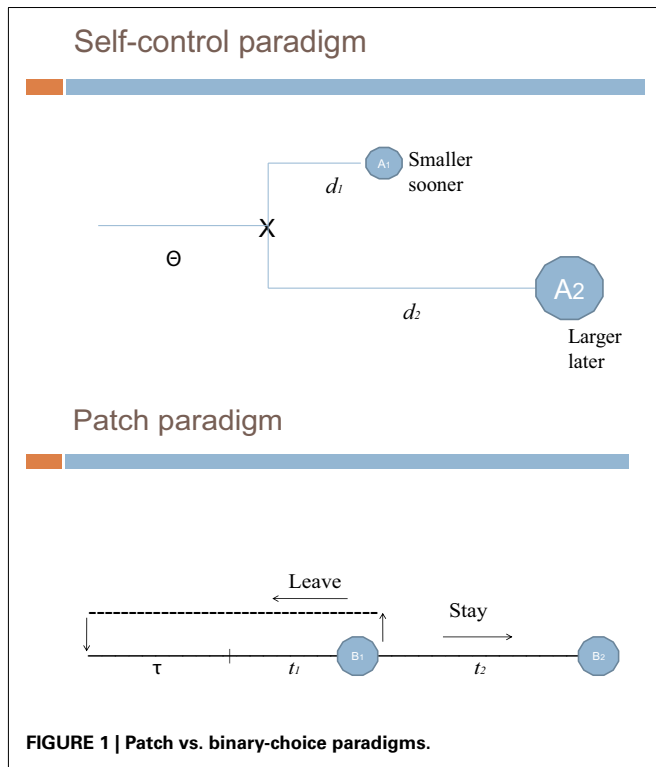 Self-control paradigm
A1
Smaller
sooner
d1
X
Θ
A2
d2
Larger
later
Patch paradigm
Leave
Stay
B1
B2
τ
t1
t2
FIGURE 1 | Patch vs. binary-choice paradigms.